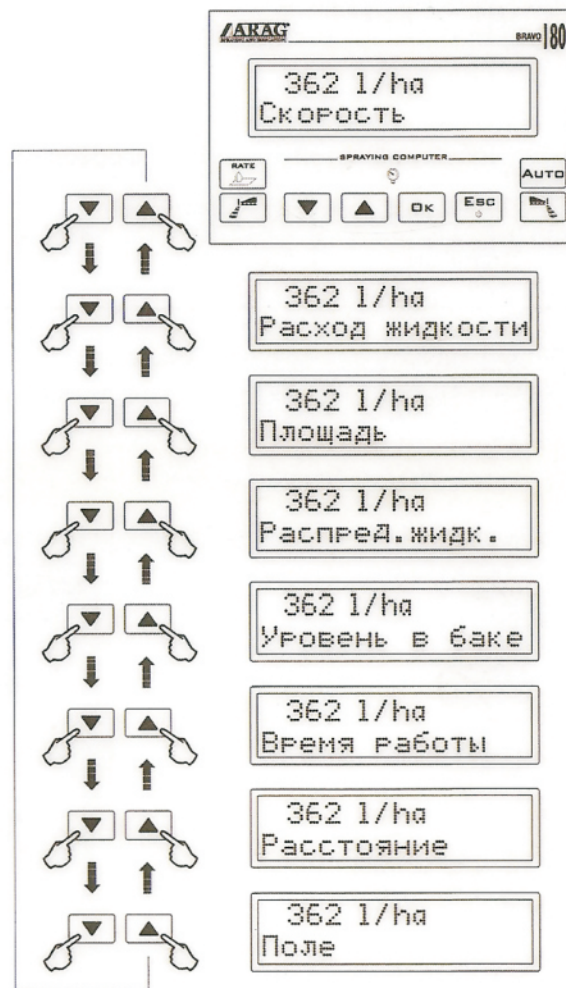 ARAG
BRAVO 180
362 l/ha
Скорость
SPRAYING COMPUTER
RATE
AUTO
OK
ESC
362 l/ha
Расход жидкости
362 l/ha
Площадь
362 l/ha
Распред.жидк.
362 l/ha
Уровень в баке
362 l/ha
Время работы
362 l/ha
Расстояние
362 l/ha
Поле